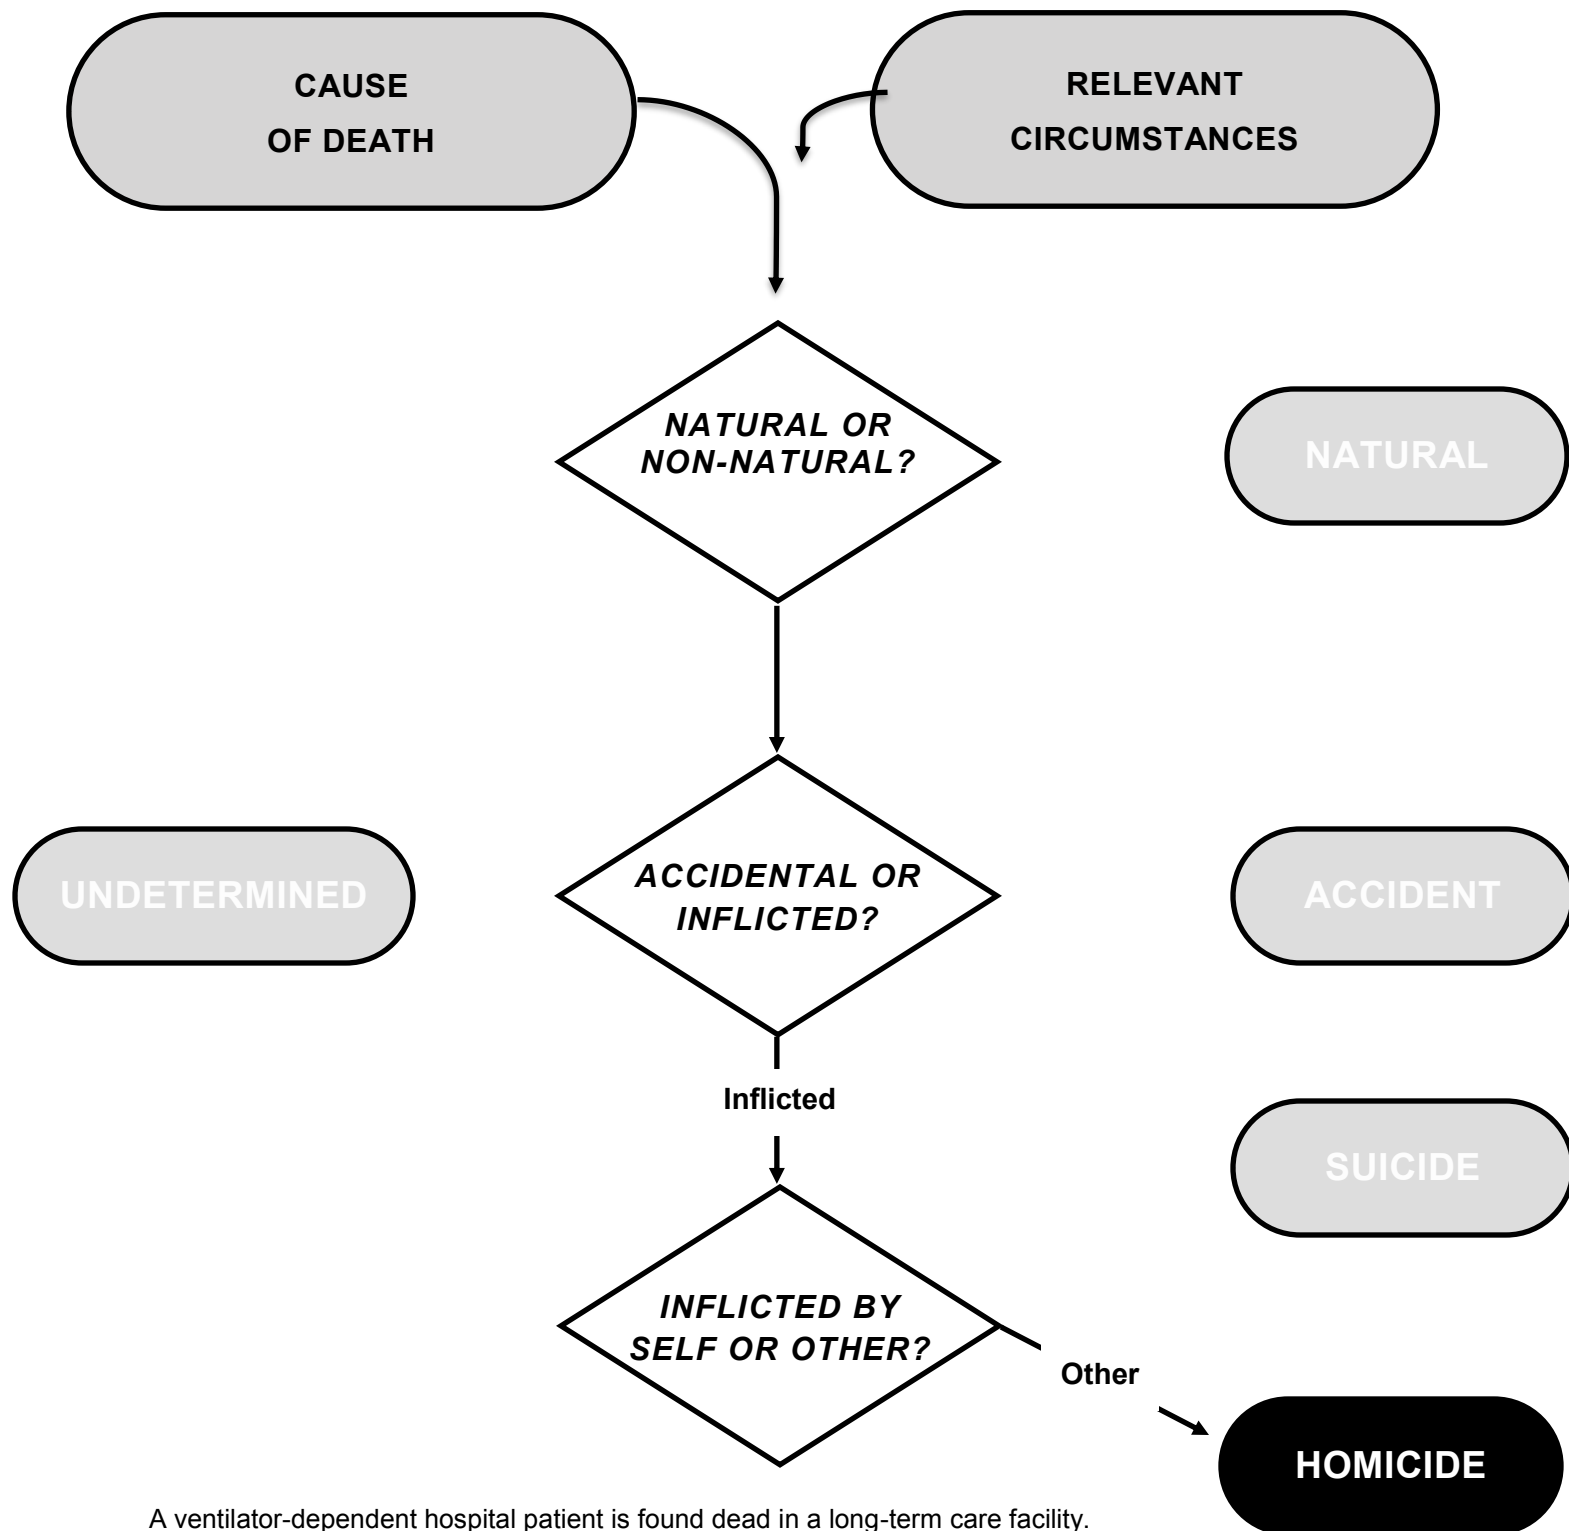 CAUSE
OF DEATH
RELEVANT
CIRCUMSTANCES
NATURAL OR
NON-NATURAL?
NATURAL
UNDETERMINED
ACCIDENTAL OR
INFLICTED?
ACCIDENT
Inflicted
SUICIDE
INFLICTED BY
SELF OR OTHER?
Other
HOMICIDE
A ventilator-dependent hospital patient is found dead in a long-term care facility.